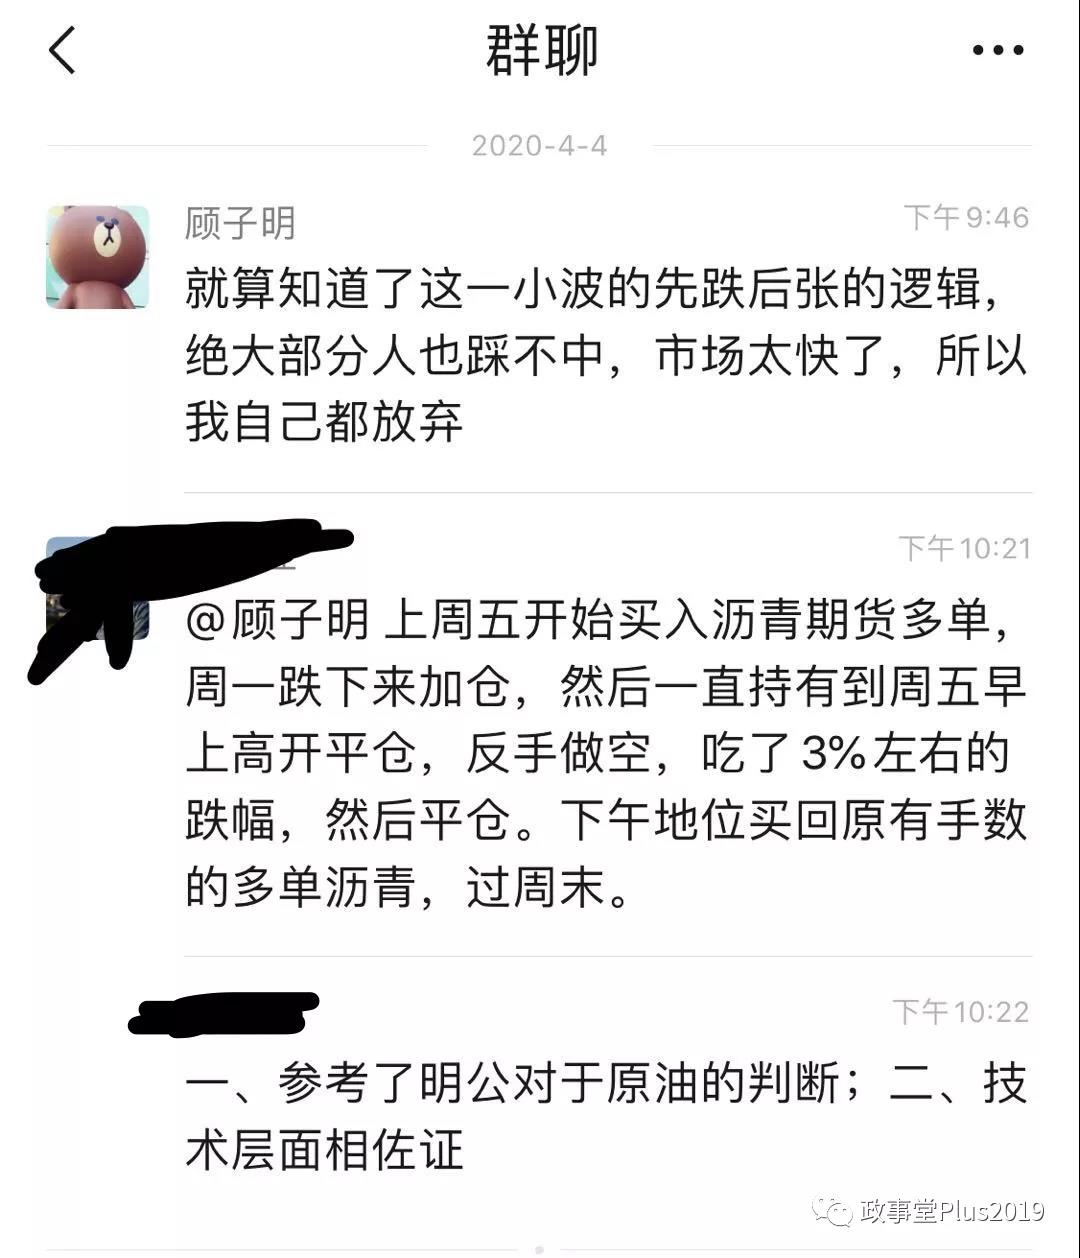 群聊
2020-4-4
顾子明
下午 9:46
就算知道了这一小波的先跌后张的逻辑，
绝大部分人也踩不中，市场太快了，所以
我自己都放弃
下午 10:21
@顾子明 上周五开始买入沥青期货多单，
周一跌下来加仓，然后一直持有到周五早
上高开平仓，反手做空，吃了 3%左右的
跌幅，然后平仓。下午地位买回原有手数
的多单沥青，过周末。
下午 10:22
一、参考了明公对于原油的判断；二、技
术层面相佐证
政事堂Plus2019